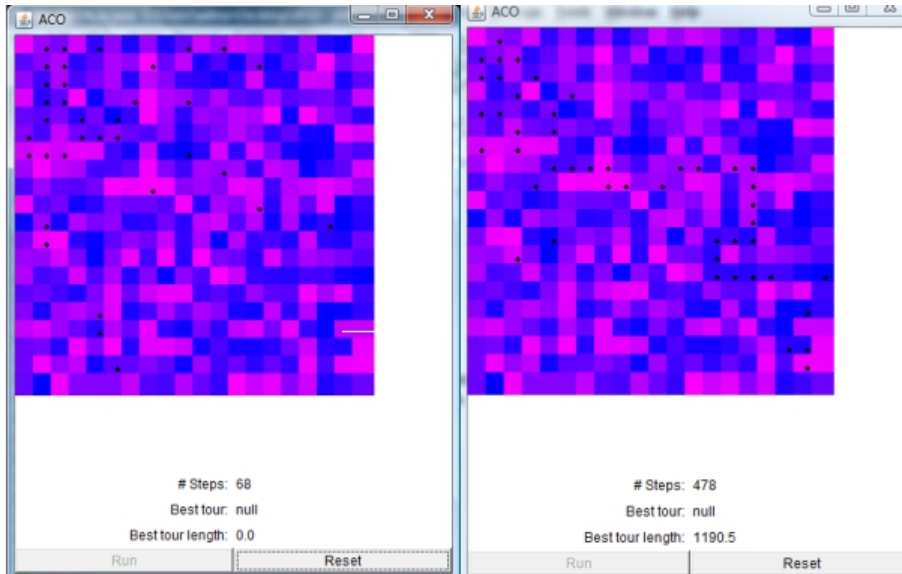 ACO
# Steps: 68
Best tour: null
Best tour length: 0.0
Run Reset
ACO
# Steps: 478
Best tour: null
Best tour length: 1190.5
Run Reset